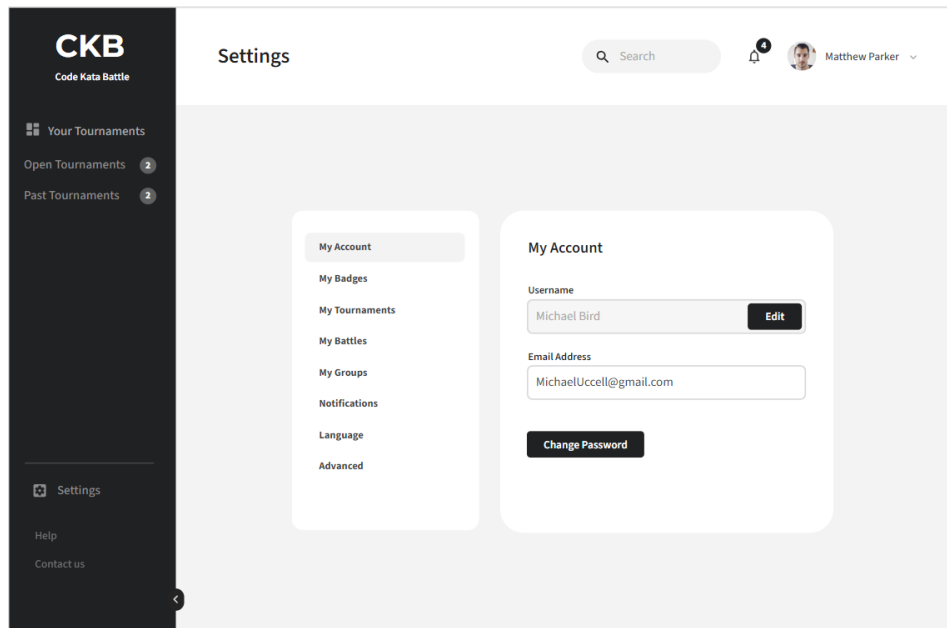 CKB
Code Kata Battle
Your Tournaments
Open Tournaments 2
Past Tournaments 2
Settings
Help
Contact us
Settings
Search
4
Matthew Parker
My Account
My Badges
My Tournaments
My Battles
My Groups
Notifications
Language
Advanced
My Account
Username
Michael Bird
Edit
Email Address
MichaelUccell@gmail.com
Change Password